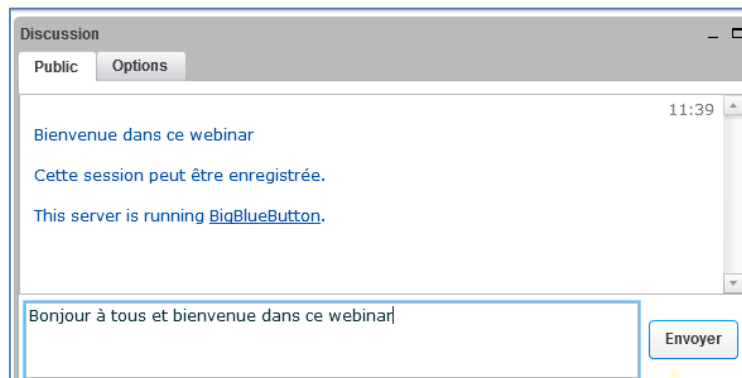 Discussion
Public Options
11:39
Bienvenue dans ce webinar
Cette session peut être enregistrée.
This server is running BigBlueButton.
Bonjour à tous et bienvenue dans ce webinar
Envoyer